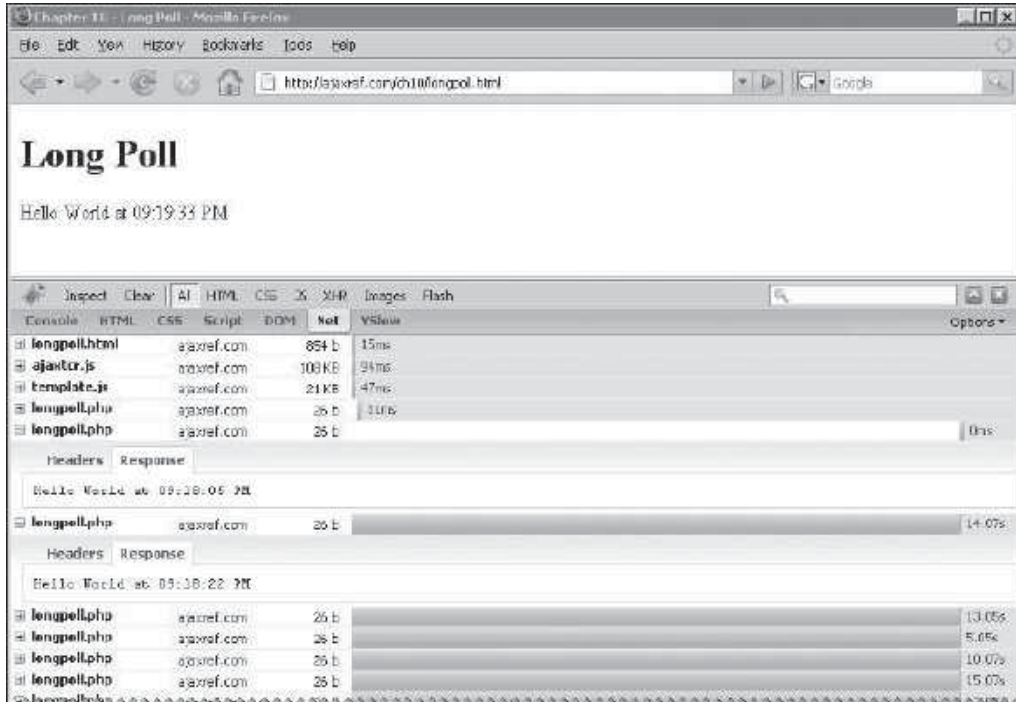 Chapter 10 - Long Poll - Mozilla Firefox
File Edit View History Bookmarks Tools Help
http://ajaxref.com/ch10/longpoll.html Google
Long Poll
Hello World at 09:19:33 PM
Inspect Clear All HTML CSS JS XHR Images Flash
Console HTML CSS Script DOM Net YSlow Options
longpoll.html ajaxref.com 854 b 15ms
ajaxtcr.js ajaxref.com 108 KB 94ms
template.js ajaxref.com 21 KB 47ms
longpoll.php ajaxref.com 26 b
longpoll.php ajaxref.com 26 b 0ms
Headers Response
Hello World at 09:18:06 PM
longpoll.php ajaxref.com 26 b 14.07s
Headers Response
Hello World at 09:18:22 PM
longpoll.php ajaxref.com 26 b 13.05s
longpoll.php ajaxref.com 26 b 5.05s
longpoll.php ajaxref.com 26 b 10.07s
longpoll.php ajaxref.com 26 b 15.07s